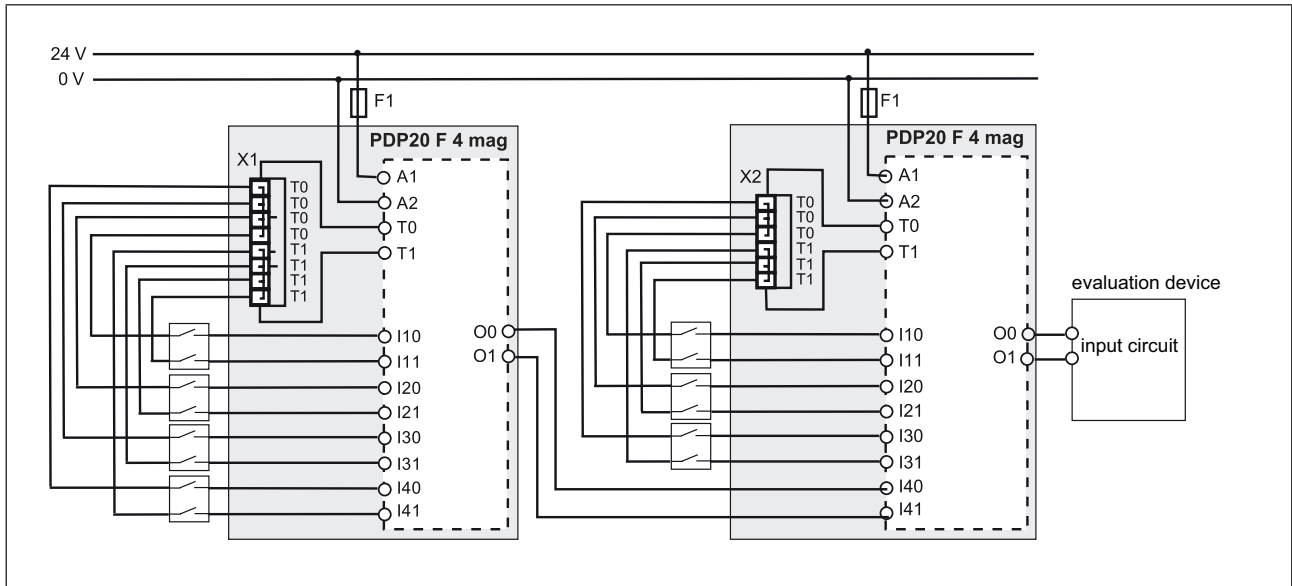 24 V
0 V
F1
PDP20 F 4 mag
X1
T0
T0
T0
T0
T1
T1
T1
T1
A1
A2
T0
T1
I10
I11
I20
I21
I30
I31
I40
I41
O0
O1
F1
PDP20 F 4 mag
X2
T0
T0
T0
T1
T1
T1
A1
A2
T0
T1
I10
I11
I20
I21
I30
I31
I40
I41
O0
O1
evaluation device
input circuit